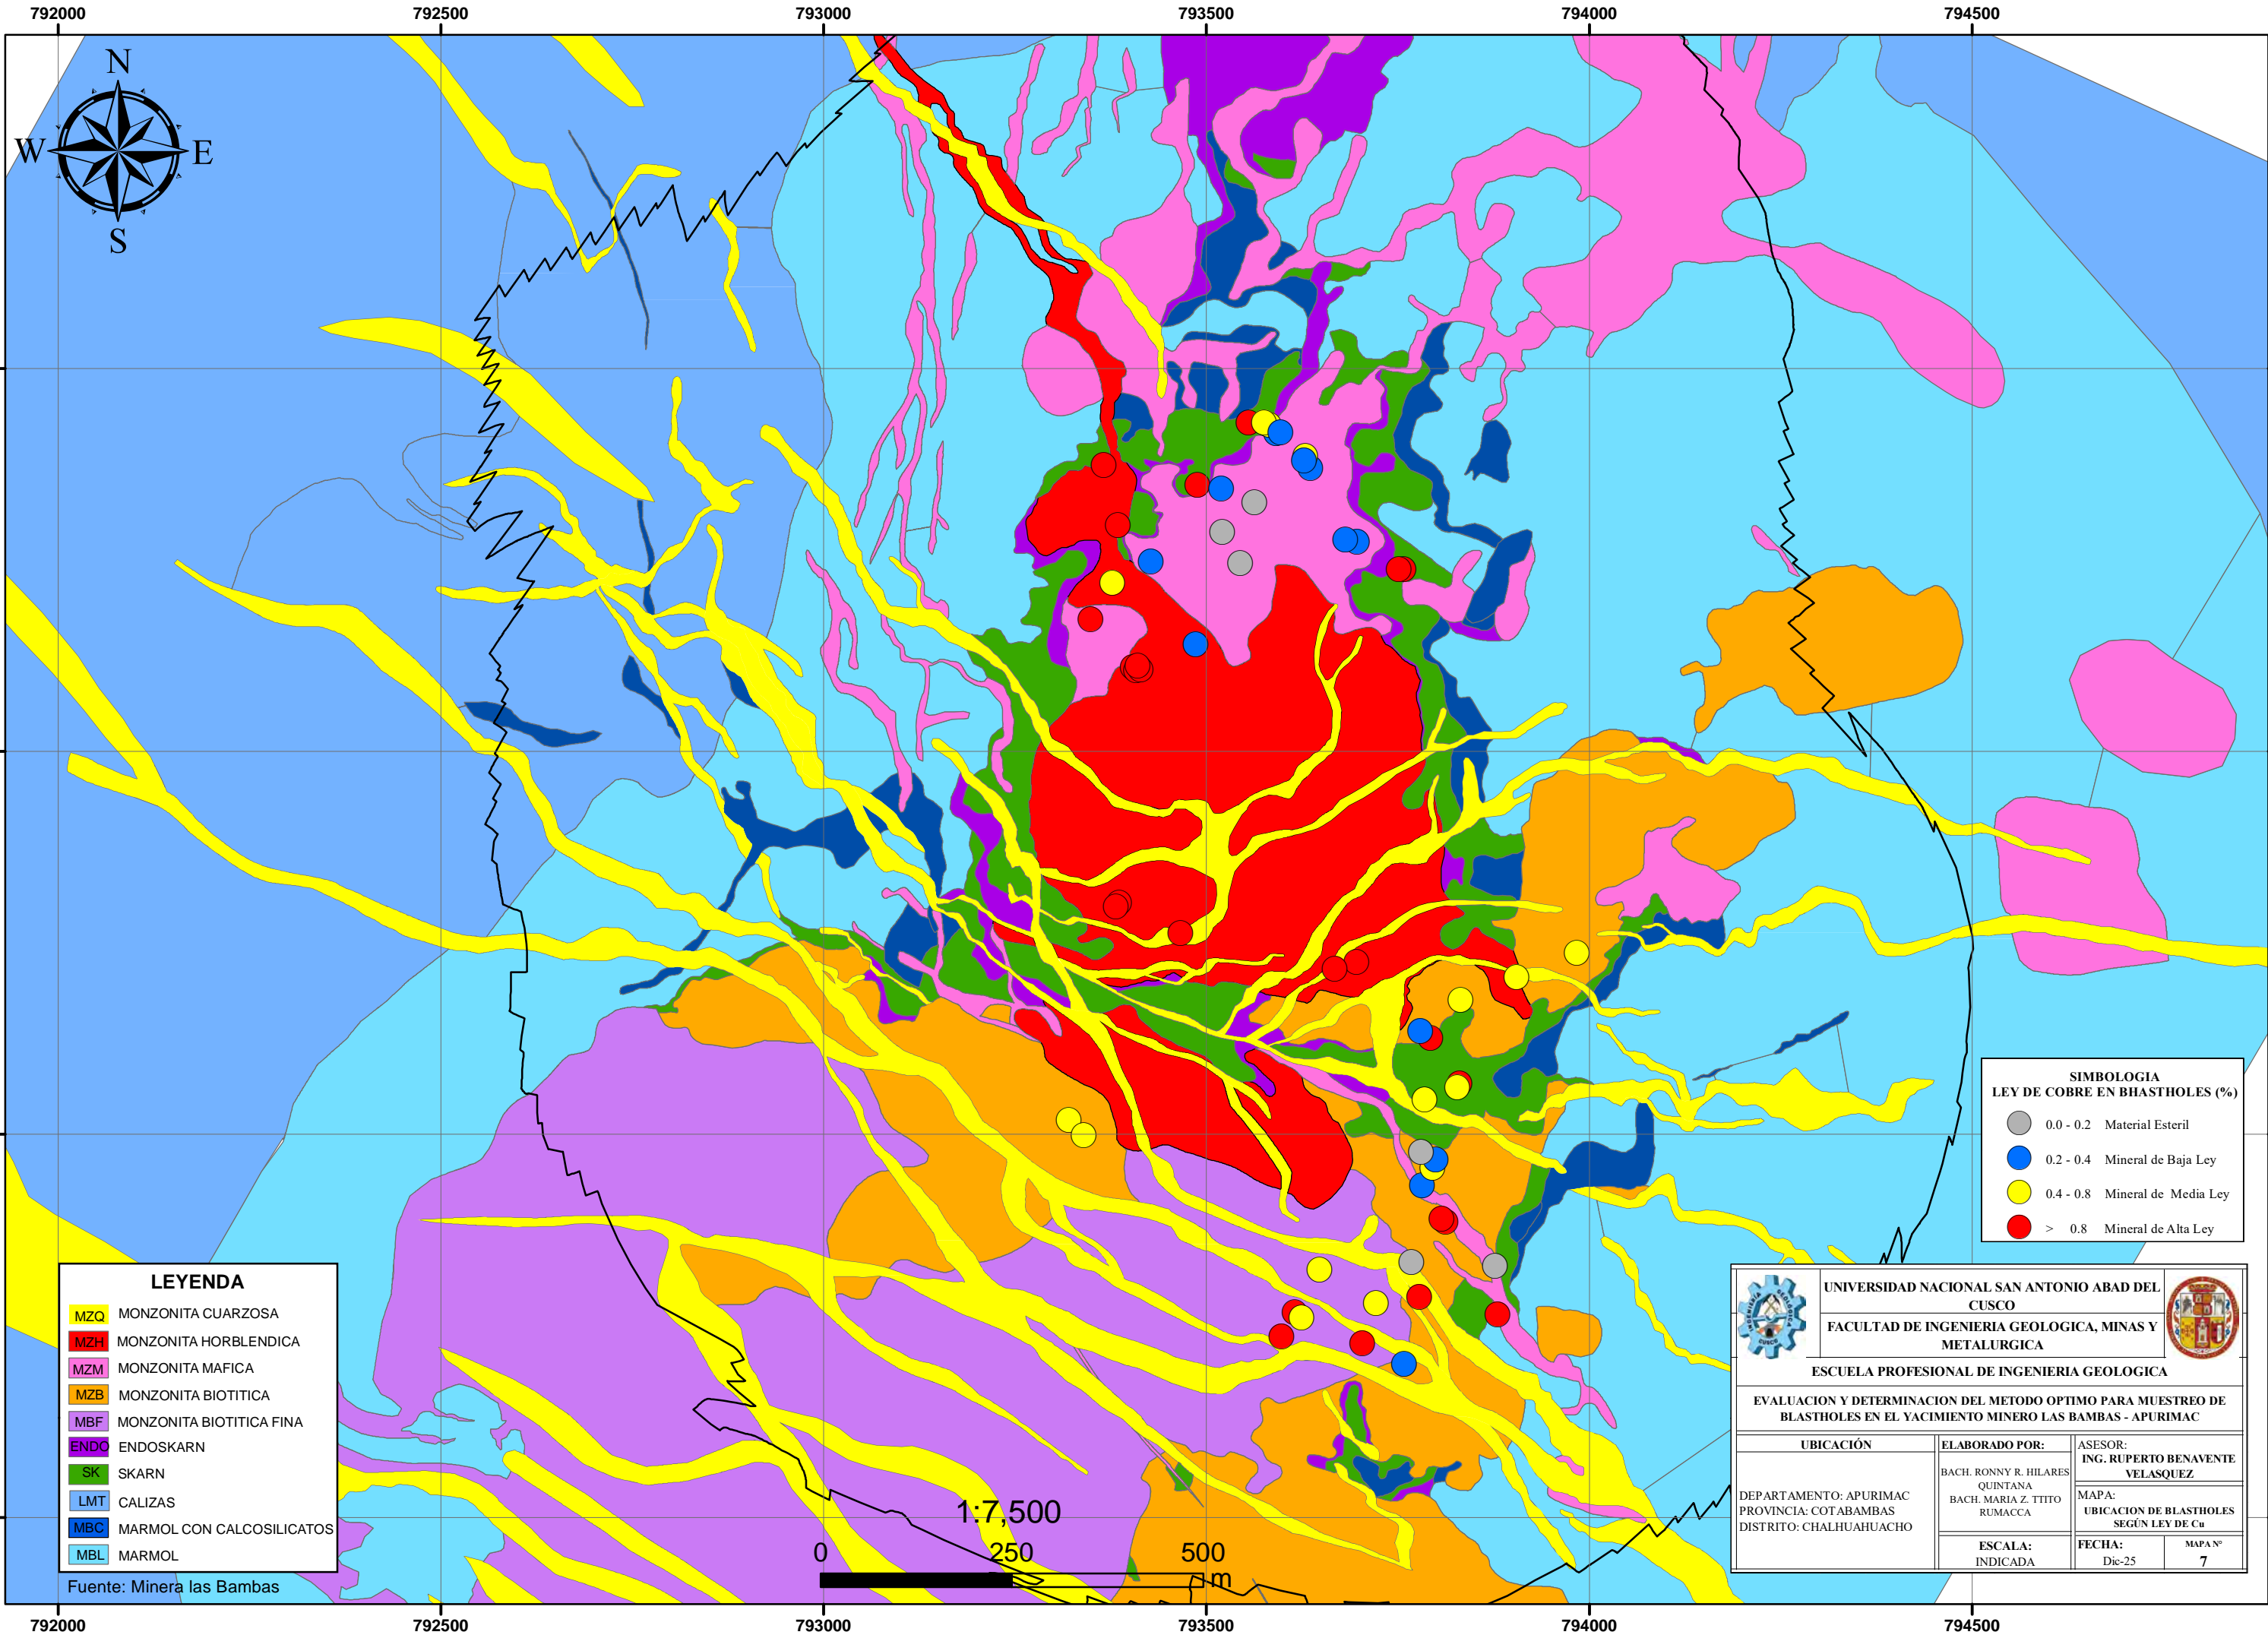 792000 792500 793000 793500 794000 794500
N
W E
S
SIMBOLOGIA
LEY DE COBRE EN BHASTHOLES (%)
0.0 - 0.2 Material Esteril
0.2 - 0.4 Mineral de Baja Ley
0.4 - 0.8 Mineral de Media Ley
> 0.8 Mineral de Alta Ley
LEYENDA
MZQ MONZONITA CUARZOSA
MZH MONZONITA HORBLENDICA
MZM MONZONITA MAFICA
MZB MONZONITA BIOTITICA
MBF MONZONITA BIOTITICA FINA
ENDO ENDOSKARN
SK SKARN
LMT CALIZAS
MBC MARMOL CON CALCOSILICATOS
MBL MARMOL
Fuente: Minera las Bambas
1:7,500
0 250 500
m
UNIVERSIDAD NACIONAL SAN ANTONIO ABAD DEL
CUSCO
FACULTAD DE INGENIERIA GEOLOGICA, MINAS Y
METALURGICA
ESCUELA PROFESIONAL DE INGENIERIA GEOLOGICA
EVALUACION Y DETERMINACION DEL METODO OPTIMO PARA MUESTREO DE
BLASTHOLES EN EL YACIMIENTO MINERO LAS BAMBAS - APURIMAC
UBICACIÓN
DEPARTAMENTO: APURIMAC
PROVINCIA: COTABAMBAS
DISTRITO: CHALHUAHUACHO
ELABORADO POR:
BACH. RONNY R. HILARES
QUINTANA
BACH. MARIA Z. TTITO
RUMACCA
ESCALA:
INDICADA
ASESOR:
ING. RUPERTO BENAVENTE
VELASQUEZ
MAPA:
UBICACION DE BLASTHOLES
SEGÚN LEY DE Cu
FECHA:
Dic-25
MAPA N°
7
792000 792500 793000 793500 794000 794500